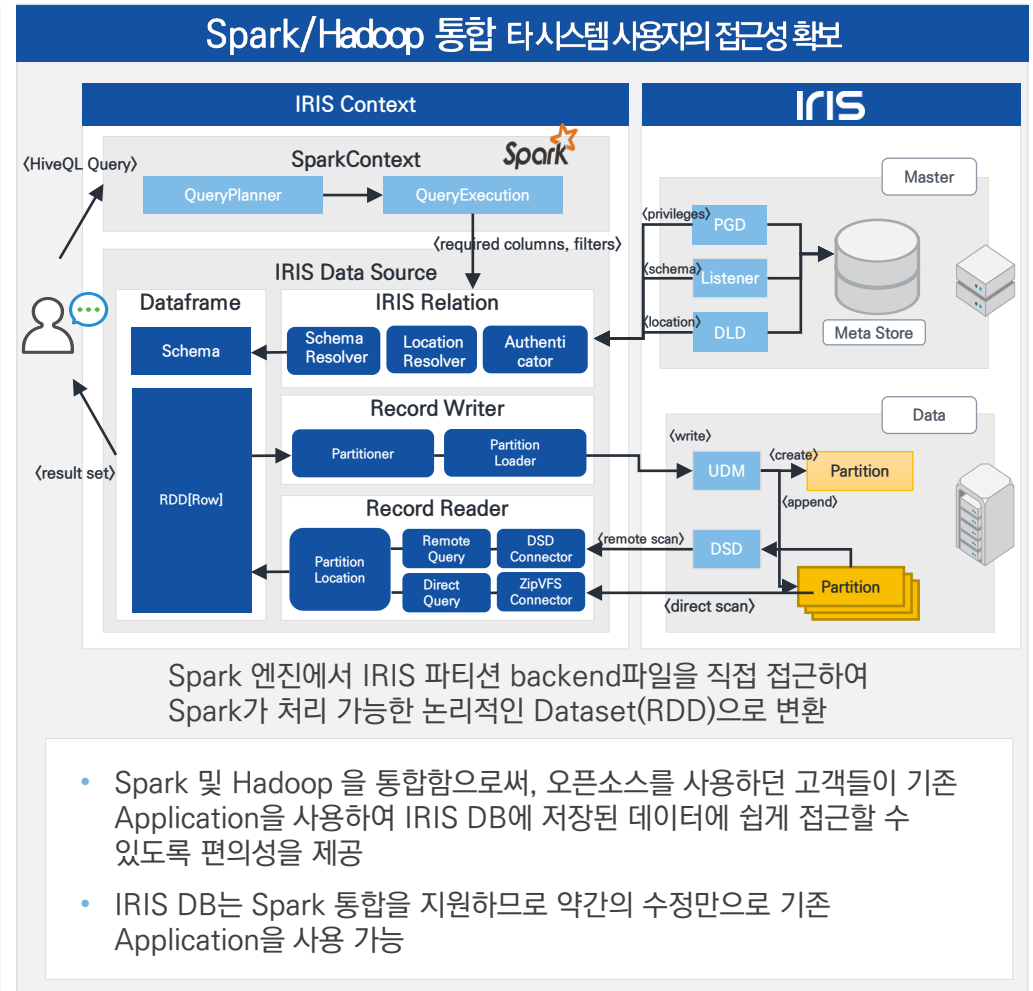 Spark/Hadoop 통합 타 시스템 사용자의 접근성 확보
IRIS Context
IRIS
<HiveQL Query>
SparkContext
Spark
QueryPlanner
QueryExecution
<required columns, filters>
IRIS Data Source
Dataframe
Schema
RDD[Row]
<result set>
IRIS Relation
Schema
Resolver
Location
Resolver
Authenti
cator
Record Writer
Partitioner
Partition
Loader
Record Reader
Partition
Location
Remote
Query
DSD
Connector
Direct
Query
ZipVFS
Connector
Master
<privileges>
PGD
<schema>
Listener
<location>
DLD
Meta Store
Data
<write>
UDM
<create>
Partition
<append>
<remote scan>
DSD
Partition
<direct scan>
Spark 엔진에서 IRIS 파티션 backend파일을 직접 접근하여
Spark가 처리 가능한 논리적인 Dataset(RDD)으로 변환
• Spark 및 Hadoop 을 통합함으로써, 오픈소스를 사용하던 고객들이 기존
Application을 사용하여 IRIS DB에 저장된 데이터에 쉽게 접근할 수
있도록 편의성을 제공
• IRIS DB는 Spark 통합을 지원하므로 약간의 수정만으로 기존
Application을 사용 가능